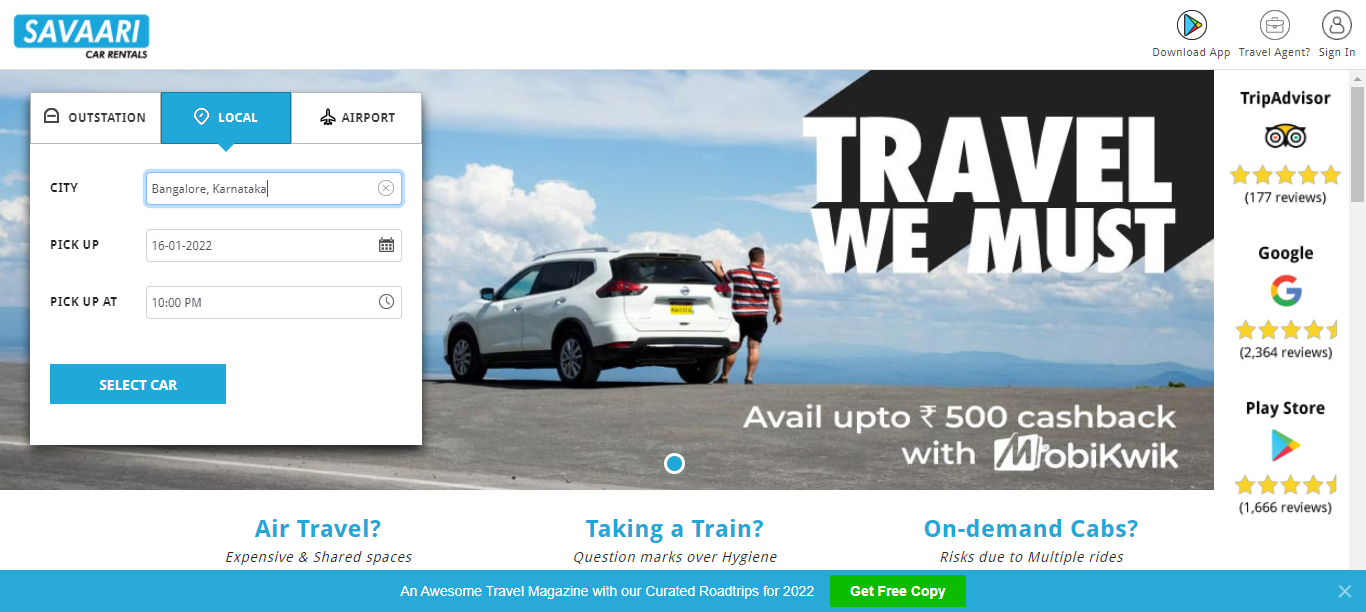 SAVAARI
CAR RENTALS
Download App
Travel Agent?
Sign In
OUTSTATION
LOCAL
AIRPORT
CITY
Bangalore, Karnataka
PICK UP
16-01-2022
PICK UP AT
10:00 PM
SELECT CAR
TRAVEL
WE MUST
Avail upto ₹ 500 cashback
with MobiKwik
TripAdvisor
(177 reviews)
Google
(2,364 reviews)
Play Store
(1,666 reviews)
Air Travel?
Expensive & Shared spaces
Taking a Train?
Question marks over Hygiene
On-demand Cabs?
Risks due to Multiple rides
An Awesome Travel Magazine with our Curated Roadtrips for 2022
Get Free Copy